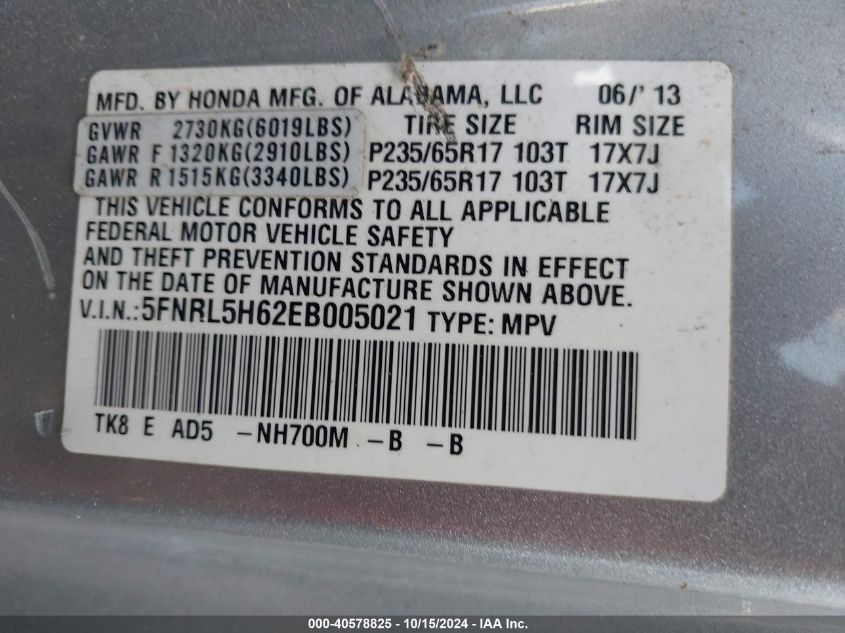 MFD. BY HONDA MFG. OF ALABAMA, LLC 06/'13
GVWR 2730KG(6019LBS) TIRE SIZE RIM SIZE
GAWR F 1320KG(2910LBS) P235/65R17 103T 17X7J
GAWR R 1515KG(3340LBS) P235/65R17 103T 17X7J
THIS VEHICLE CONFORMS TO ALL APPLICABLE
FEDERAL MOTOR VEHICLE SAFETY
AND THEFT PREVENTION STANDARDS IN EFFECT
ON THE DATE OF MANUFACTURE SHOWN ABOVE.
V.I.N.:5FNRL5H62EB005021 TYPE: MPV
TK8 E AD5 -NH700M -B -B
000-40578825 - 10/15/2024 - IAA, Inc.